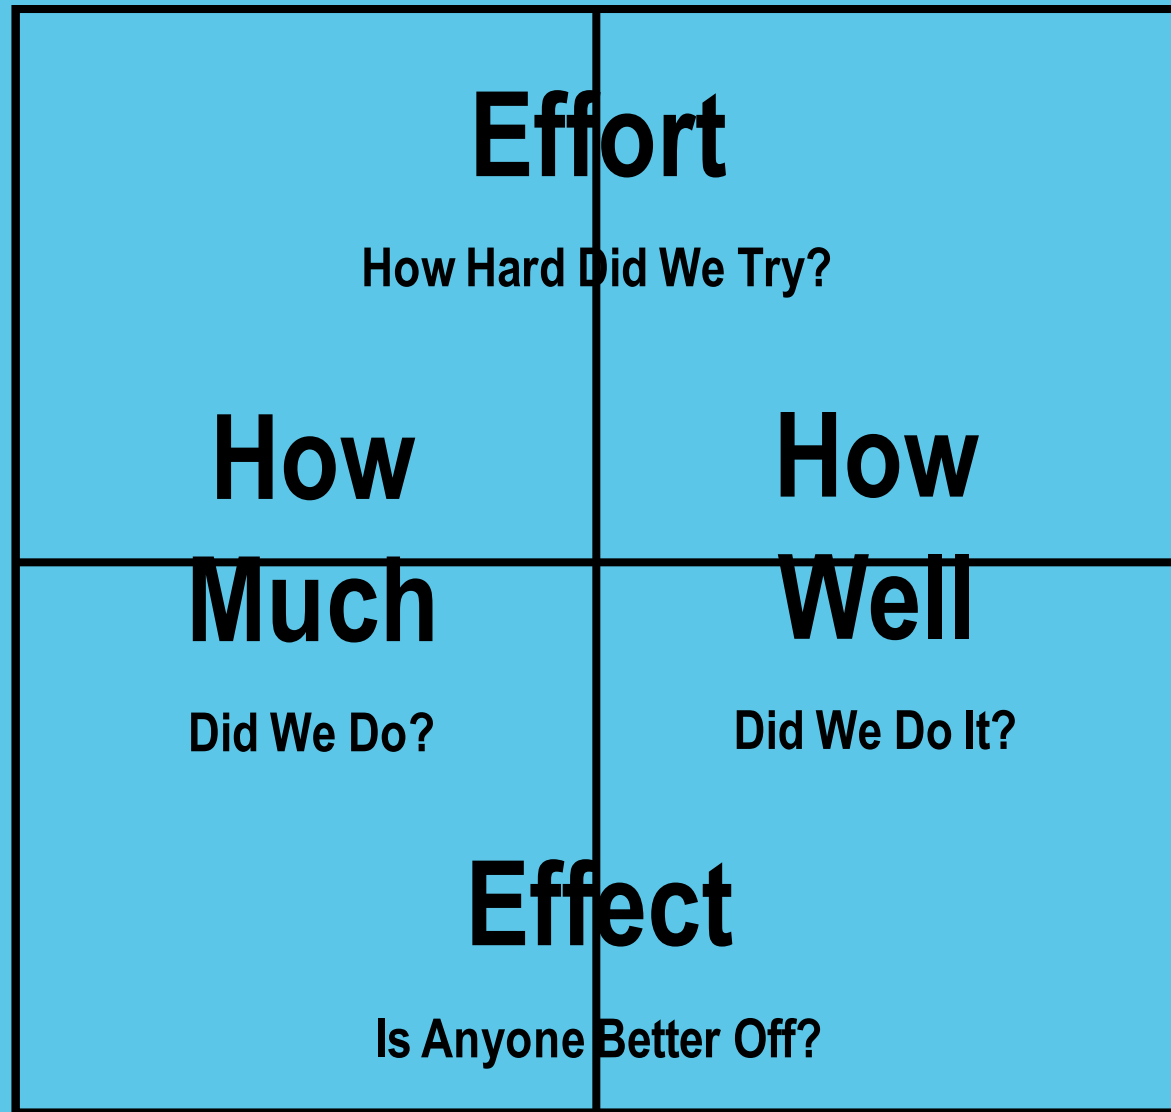 Effort
How Hard Did We Try?
How
Much
Did We Do?
How
Well
Did We Do It?
Effect
Is Anyone Better Off?